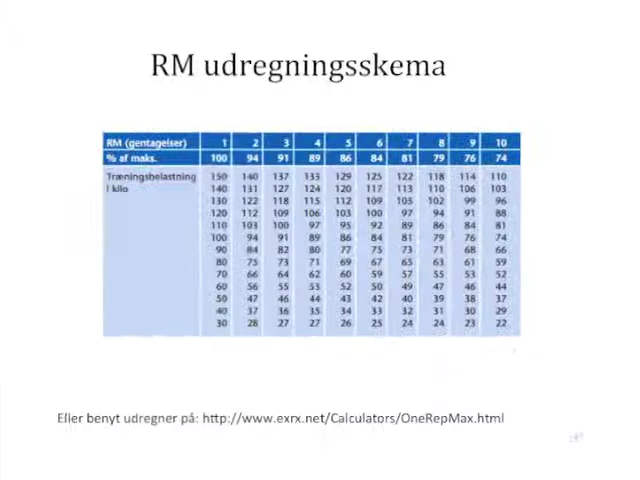 RM udregningsskema
RM (gentagelser) 1 2 3 4 5 6 7 8 9 10
% af maks. 100 94 91 89 86 84 81 79 76 74
Træningsbelastning 150 140 137 133 129 125 122 118 114 110
i kilo 140 131 127 124 120 117 113 110 106 103
130 122 118 115 112 109 105 102 99 96
120 112 109 106 103 100 97 94 91 88
110 103 100 97 95 92 89 86 84 81
100 94 91 89 86 84 81 79 76 74
90 84 82 80 77 75 73 71 68 66
80 75 73 71 69 67 65 63 61 59
70 66 64 62 60 59 57 55 53 52
60 56 55 53 52 50 49 47 46 44
50 47 46 44 43 42 40 39 38 37
40 37 36 35 34 33 32 31 30 29
30 28 27 27 26 25 24 24 23 22
Eller benyt udregner på: http://www.exrx.net/Calculators/OneRepMax.html